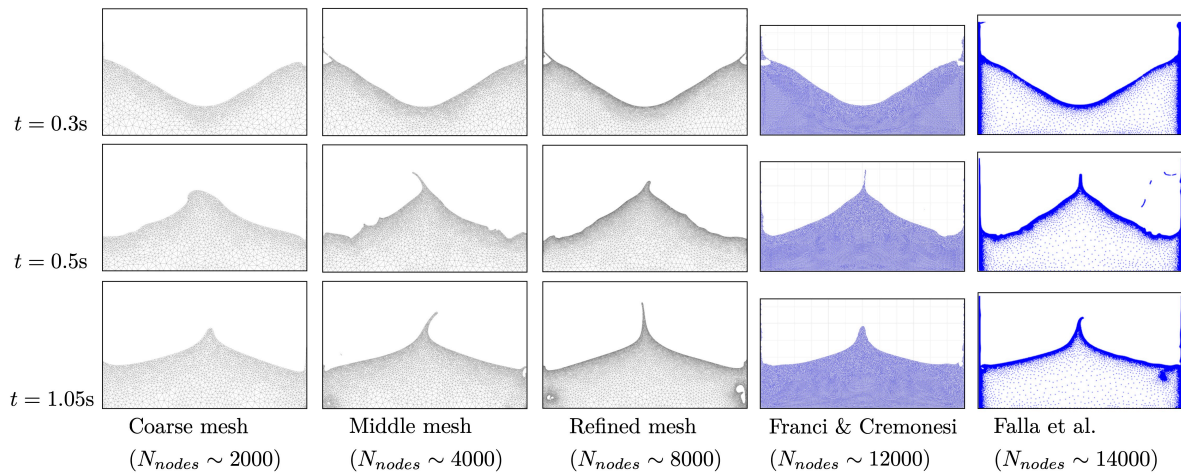 t = 0.3s
t = 0.5s
t = 1.05s
Coarse mesh Middle mesh Refined mesh Franci & Cremonesi Falla et al.
(N_nodes ∼ 2000) (N_nodes ∼ 4000) (N_nodes ∼ 8000) (N_nodes ∼ 12000) (N_nodes ∼ 14000)